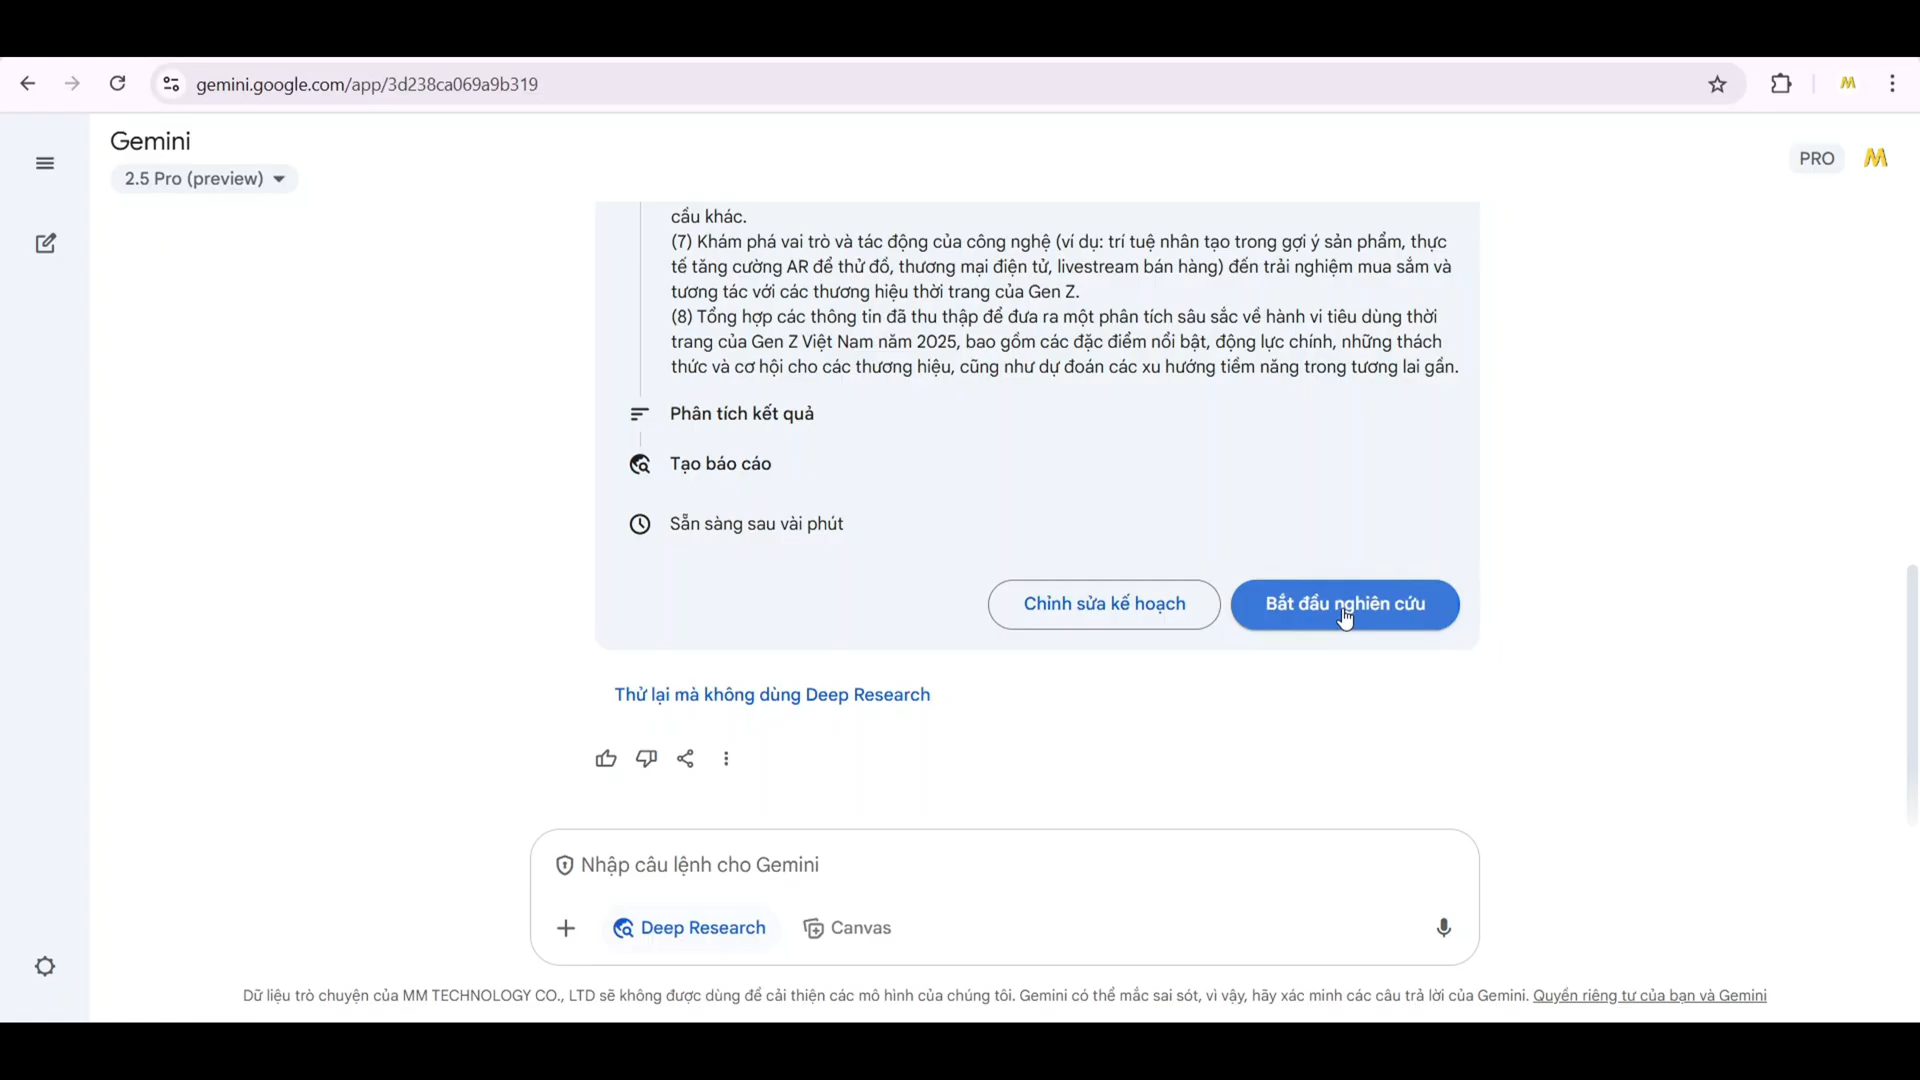 gemini.google.com/app/3d238ca069a9b319
Gemini
2.5 Pro (preview)
PRO
cầu khác.
(7) Khám phá vai trò và tác động của công nghệ (ví dụ: trí tuệ nhân tạo trong gợi ý sản phẩm, thực
tế tăng cường AR để thử đồ, thương mại điện tử, livestream bán hàng) đến trải nghiệm mua sắm và
tương tác với các thương hiệu thời trang của Gen Z.
(8) Tổng hợp các thông tin đã thu thập để đưa ra một phân tích sâu sắc về hành vi tiêu dùng thời
trang của Gen Z Việt Nam năm 2025, bao gồm các đặc điểm nổi bật, động lực chính, những thách
thức và cơ hội cho các thương hiệu, cũng như dự đoán các xu hướng tiềm năng trong tương lai gần.
Phân tích kết quả
Tạo báo cáo
Sẵn sàng sau vài phút
Chỉnh sửa kế hoạch
Bắt đầu nghiên cứu
Thử lại mà không dùng Deep Research
Nhập câu lệnh cho Gemini
Deep Research
Canvas
Dữ liệu trò chuyện của MM TECHNOLOGY CO., LTD sẽ không được dùng để cải thiện các mô hình của chúng tôi. Gemini có thể mắc sai sót, vì vậy, hãy xác minh các câu trả lời của Gemini. Quyền riêng tư của bạn và Gemini